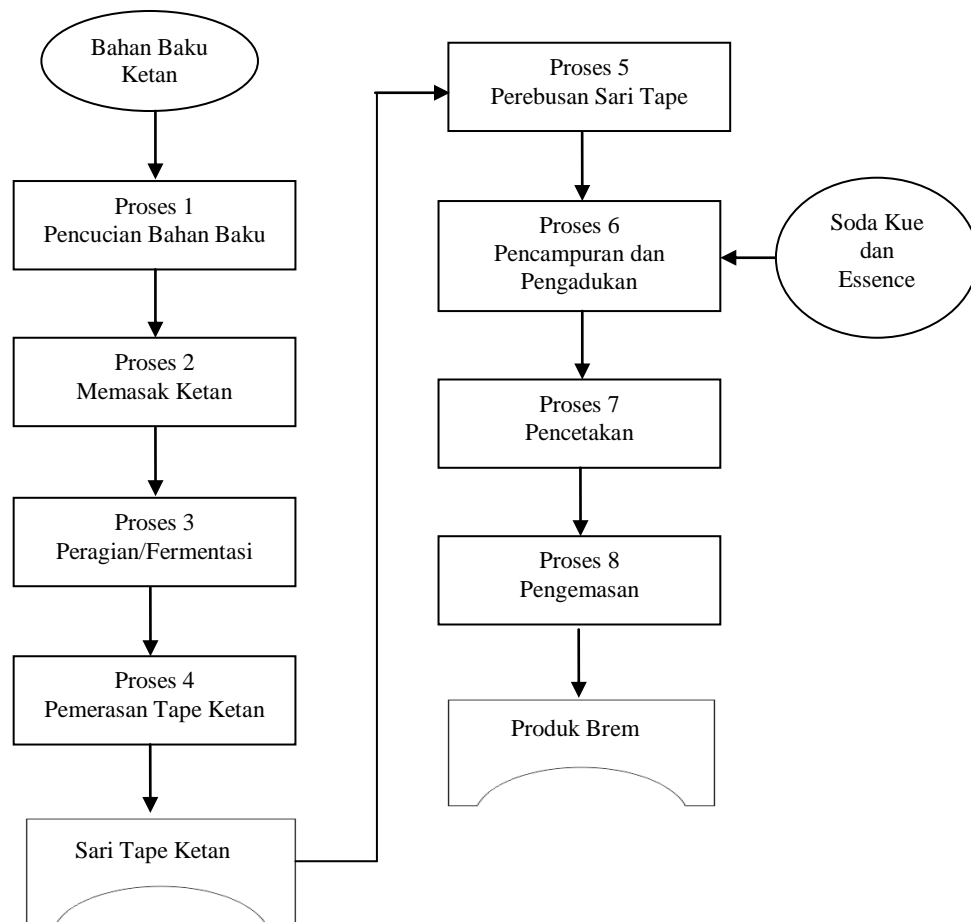 Bahan Baku
Ketan
Proses 1
Pencucian Bahan Baku
Proses 2
Memasak Ketan
Proses 3
Peragian/Fermentasi
Proses 4
Pemerasan Tape Ketan
Sari Tape Ketan
Proses 5
Perebusan Sari Tape
Proses 6
Pencampuran dan
Pengadukan
Soda Kue
dan
Essence
Proses 7
Pencetakan
Proses 8
Pengemasan
Produk Brem